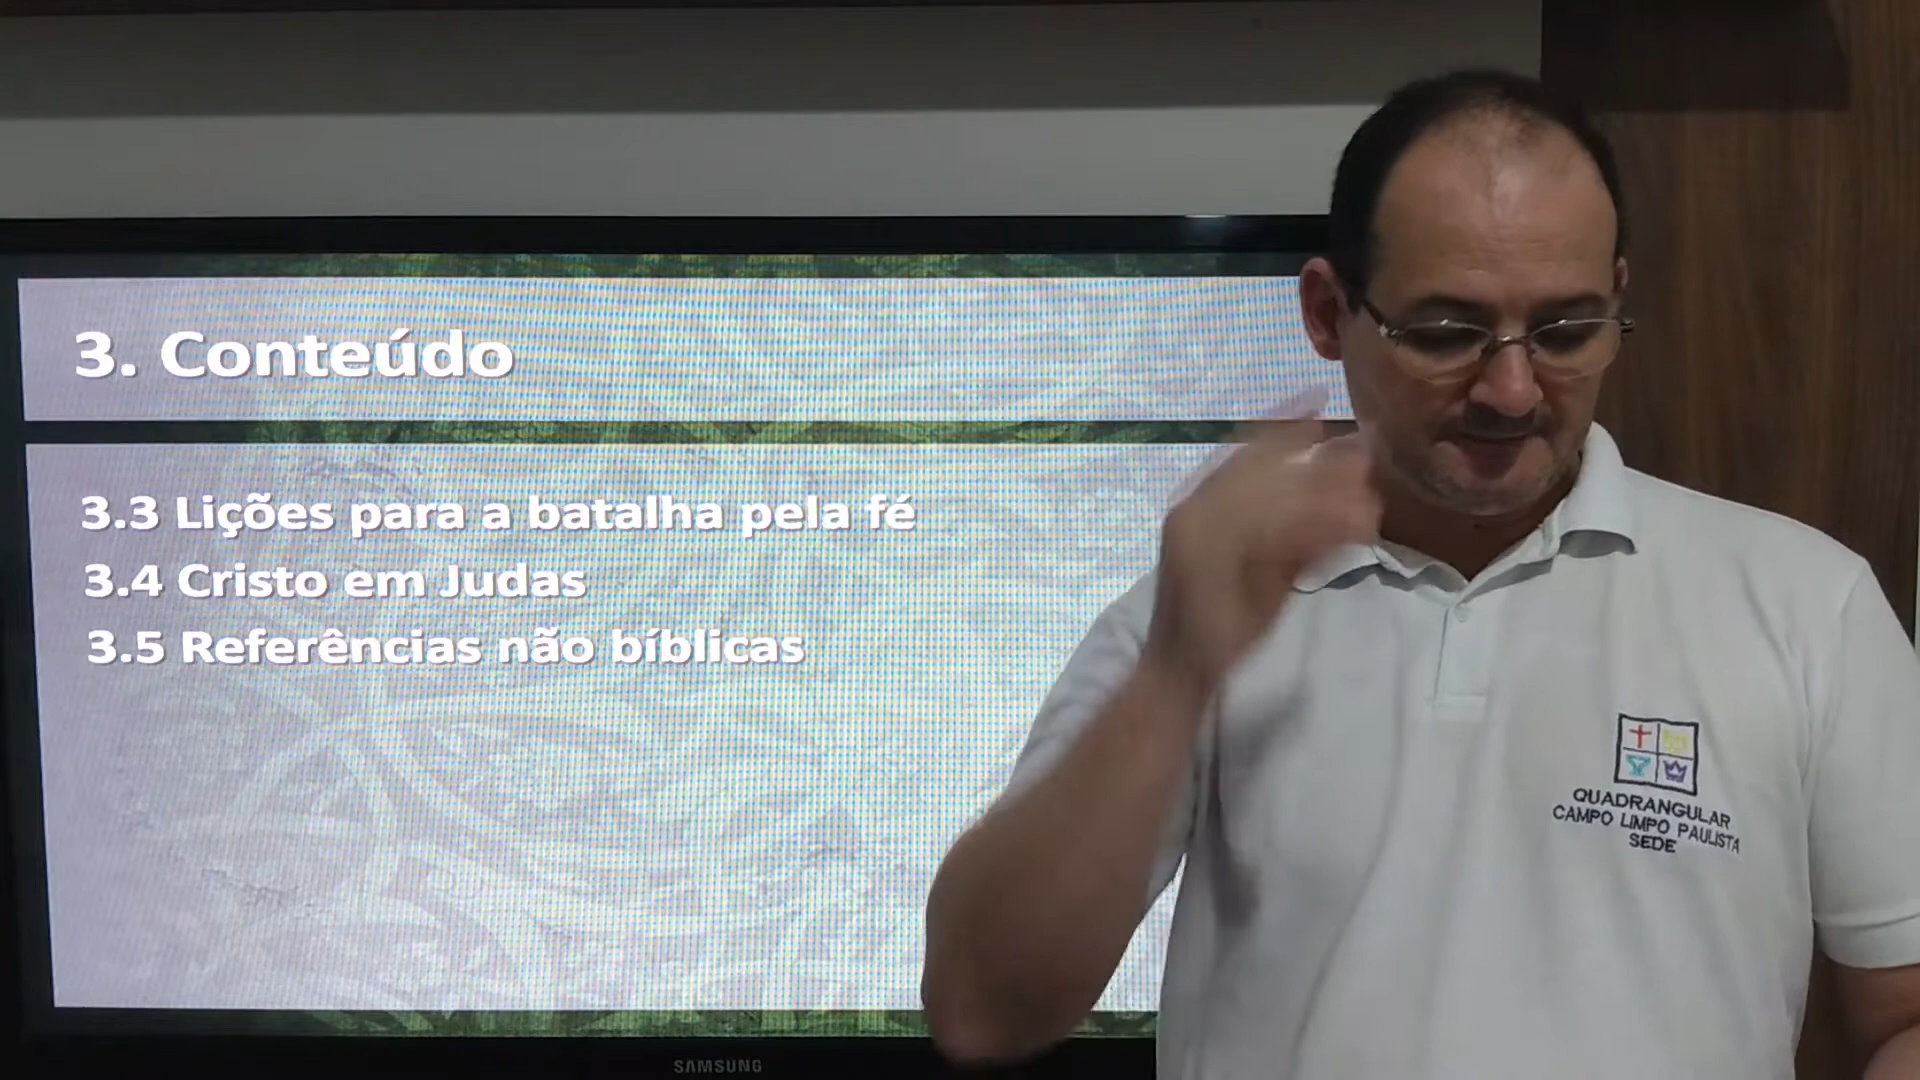 3. Conteúdo
3.3 Lições para a batalha pela fé
3.4 Cristo em Judas
3.5 Referências não bíblicas
SAMSUNG
QUADRANGULAR
CAMPO LIMPO PAULISTA
SEDE